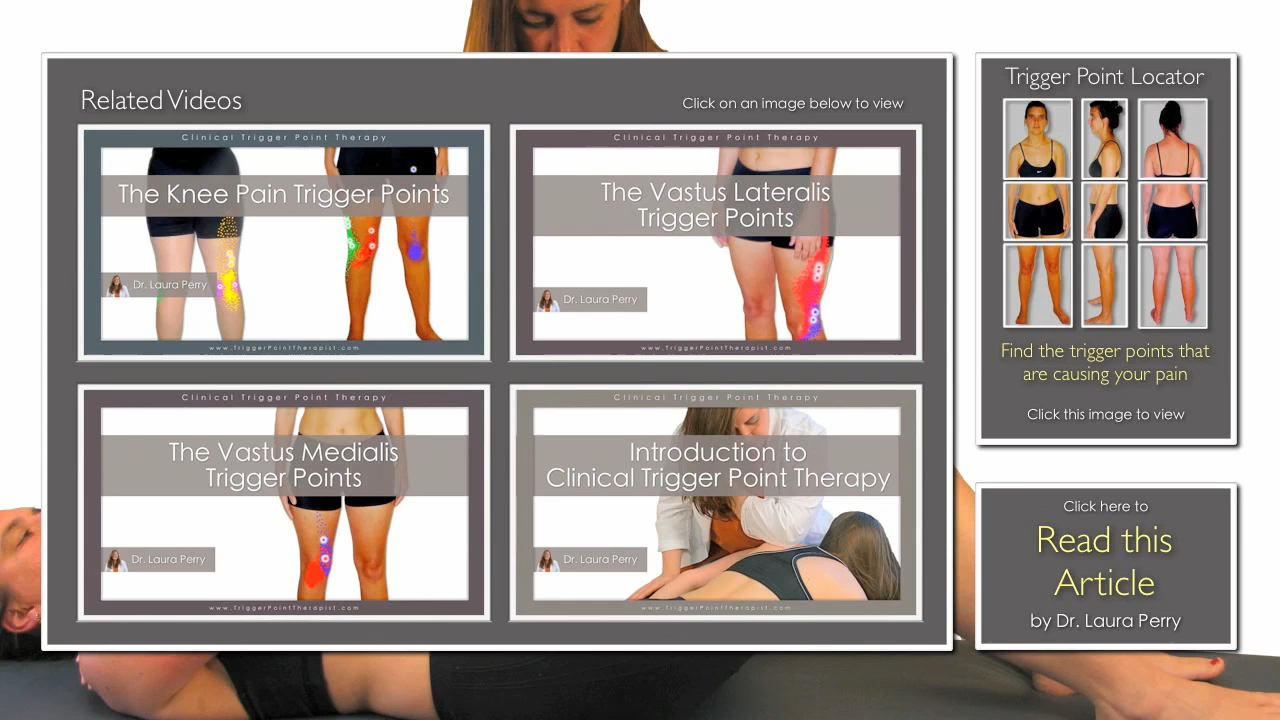 Related Videos
Click on an image below to view
Clinical Trigger Point Therapy
The Knee Pain Trigger Points
Dr. Laura Perry
www.TriggerPointTherapist.com
Clinical Trigger Point Therapy
The Vastus Lateralis
Trigger Points
Dr. Laura Perry
www.TriggerPointTherapist.com
Clinical Trigger Point Therapy
The Vastus Medialis
Trigger Points
Dr. Laura Perry
www.TriggerPointTherapist.com
Clinical Trigger Point Therapy
Introduction to
Clinical Trigger Point Therapy
Dr. Laura Perry
www.TriggerPointTherapist.com
Trigger Point Locator
Find the trigger points that
are causing your pain
Click this image to view
Click here to
Read this
Article
by Dr. Laura Perry